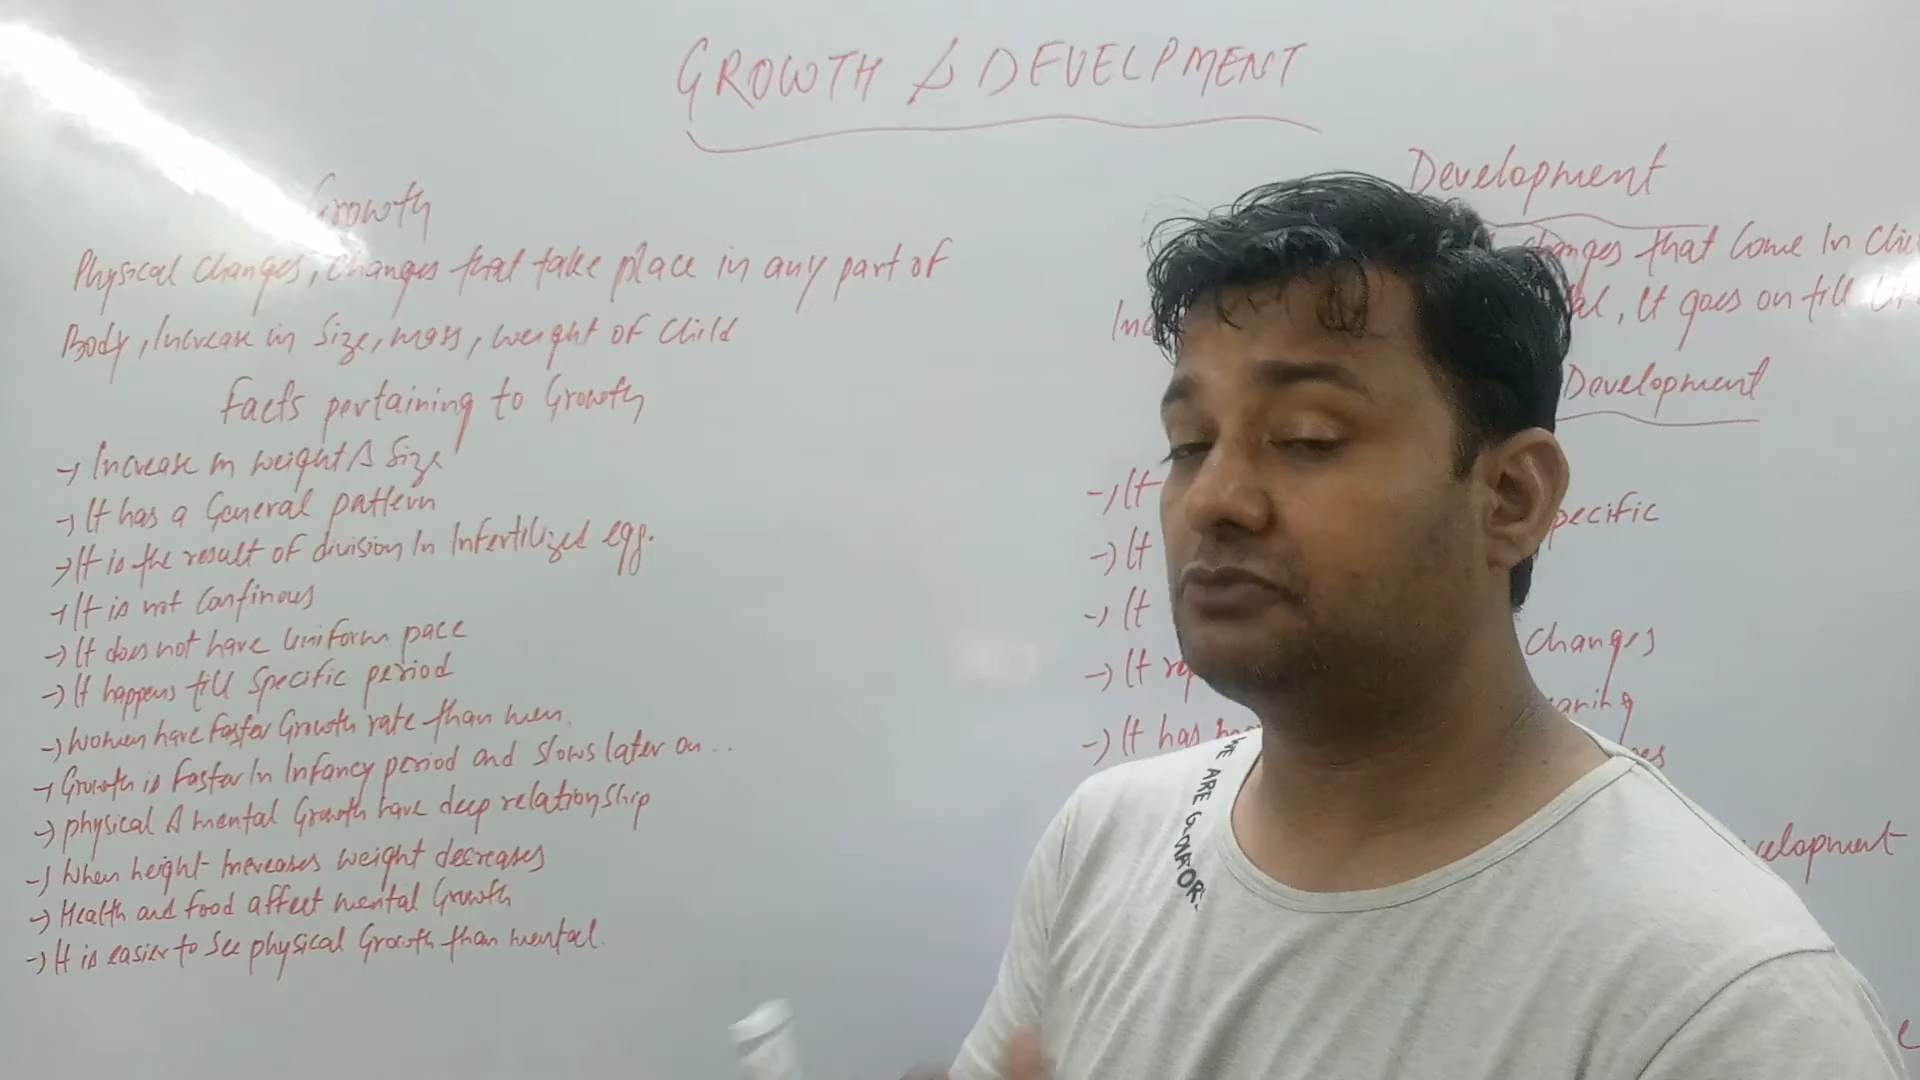 GROWTH & DEVELPMENT
Growth
Physical changes, changes that take place in any part of
Body, Increase in Size, mass, weight of child
Facts pertaining to Growth
→ Increase in weight & Size
→ It has a General pattern
→ It is the result of division In Infertilized egg.
→ It is not Continous
→ It does not have Uniform pace
→ It happens till Specific period
→ Women have Faster Growth rate than men.
→ Growth is Faster In Infancy period and Slows later on..
→ physical & mental Growth have deep relationship
→ When height Increases weight decreases
→ Health and Food affect mental Growth
→ It is easier to See physical Growth than mental.
Development
changes that Come In
, It goes on till
Development
→ It
pecific
→ It
→ It
→ It
Changes
→ It has
WE ARE
velopment